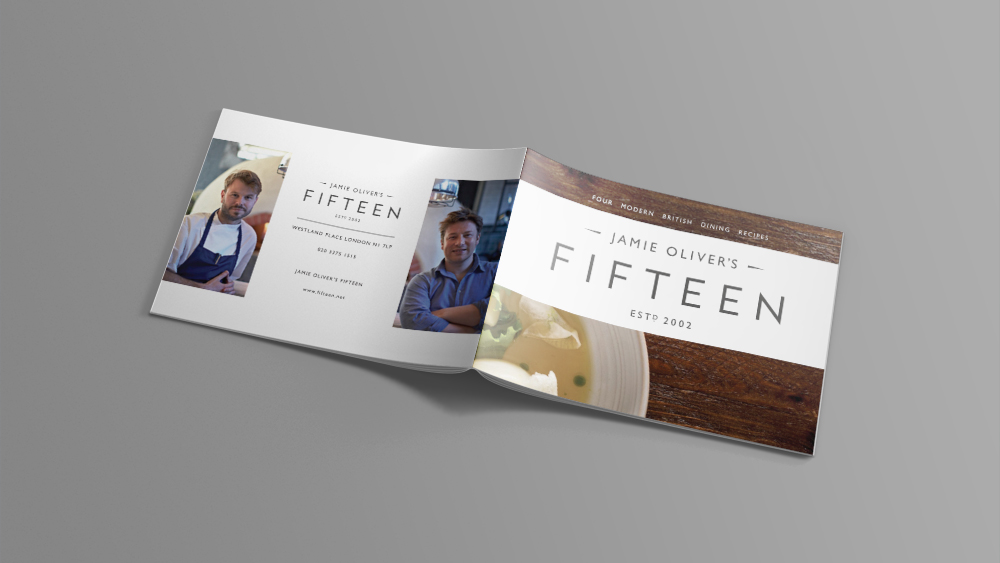 JAMIE OLIVER'S
FIFTEEN
ESTD 2002
WESTLAND PLACE LONDON N1 7LP
020 3375 1515
JAMIE OLIVER'S FIFTEEN
www.fifteen.net
FOUR MODERN BRITISH DINING RECIPES
JAMIE OLIVER'S
FIFTEEN
ESTD 2002